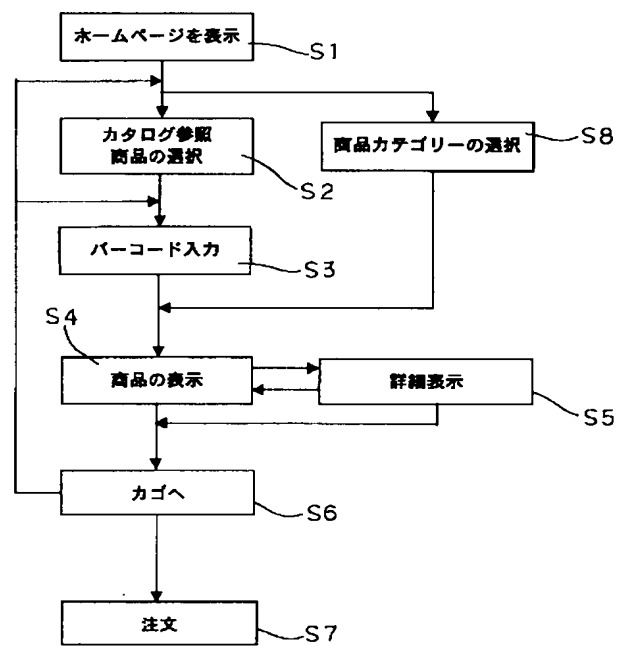 ホームページを表示
S1
カタログ参照
商品の選択
S2
商品カテゴリーの選択
S8
バーコード入力
S3
S4
商品の表示
詳細表示
S5
カゴへ
S6
注文
S7